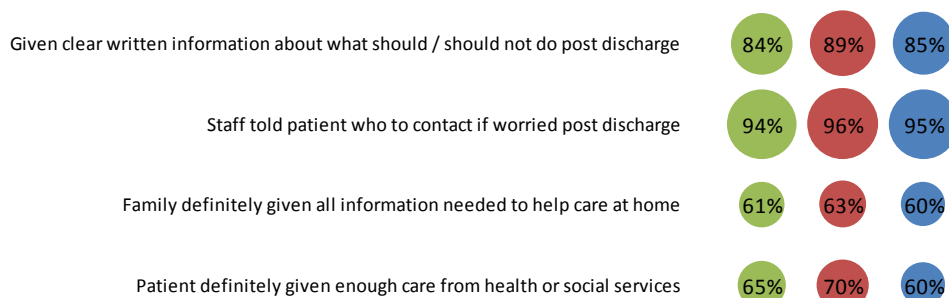 Given clear written information about what should / should not do post discharge 84% 89% 85%
Staff told patient who to contact if worried post discharge 94% 96% 95%
Family definitely given all information needed to help care at home 61% 63% 60%
Patient definitely given enough care from health or social services 65% 70% 60%